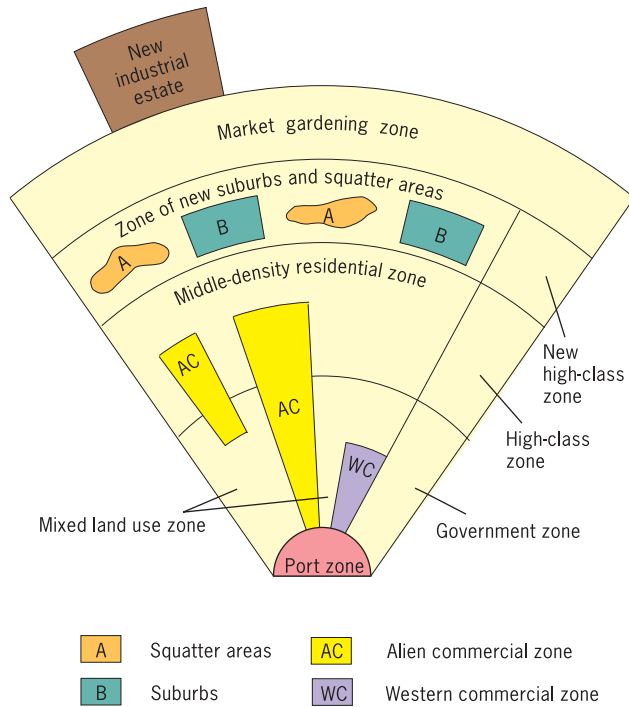 New
industrial
estate
Market gardening zone
Zone of new suburbs and squatter areas
A
B
A
B
Middle-density residential zone
AC
AC
WC
New
high-class
zone
High-class
zone
Mixed land use zone
Government zone
Port zone
A Squatter areas
AC Alien commercial zone
B Suburbs
WC Western commercial zone